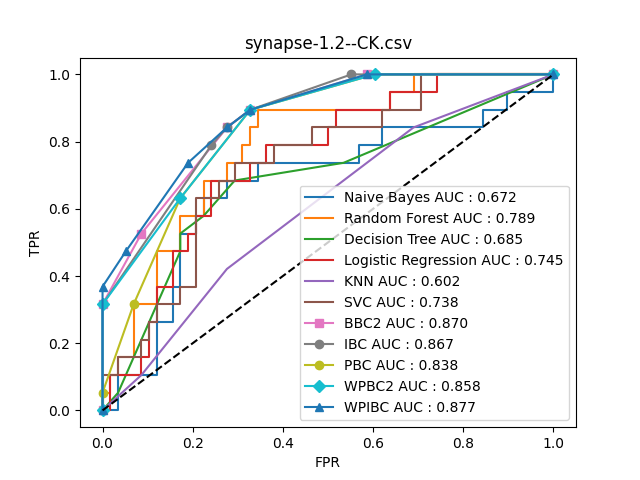 synapse-1.2--CK.csv
TPR
1.0
0.8
0.6
0.4
0.2
0.0
Naive Bayes AUC : 0.672
Random Forest AUC : 0.789
Decision Tree AUC : 0.685
Logistic Regression AUC : 0.745
KNN AUC : 0.602
SVC AUC : 0.738
BBC2 AUC : 0.870
IBC AUC : 0.867
PBC AUC : 0.838
WPBC2 AUC : 0.858
WPIBC AUC : 0.877
0.0 0.2 0.4 0.6 0.8 1.0
FPR